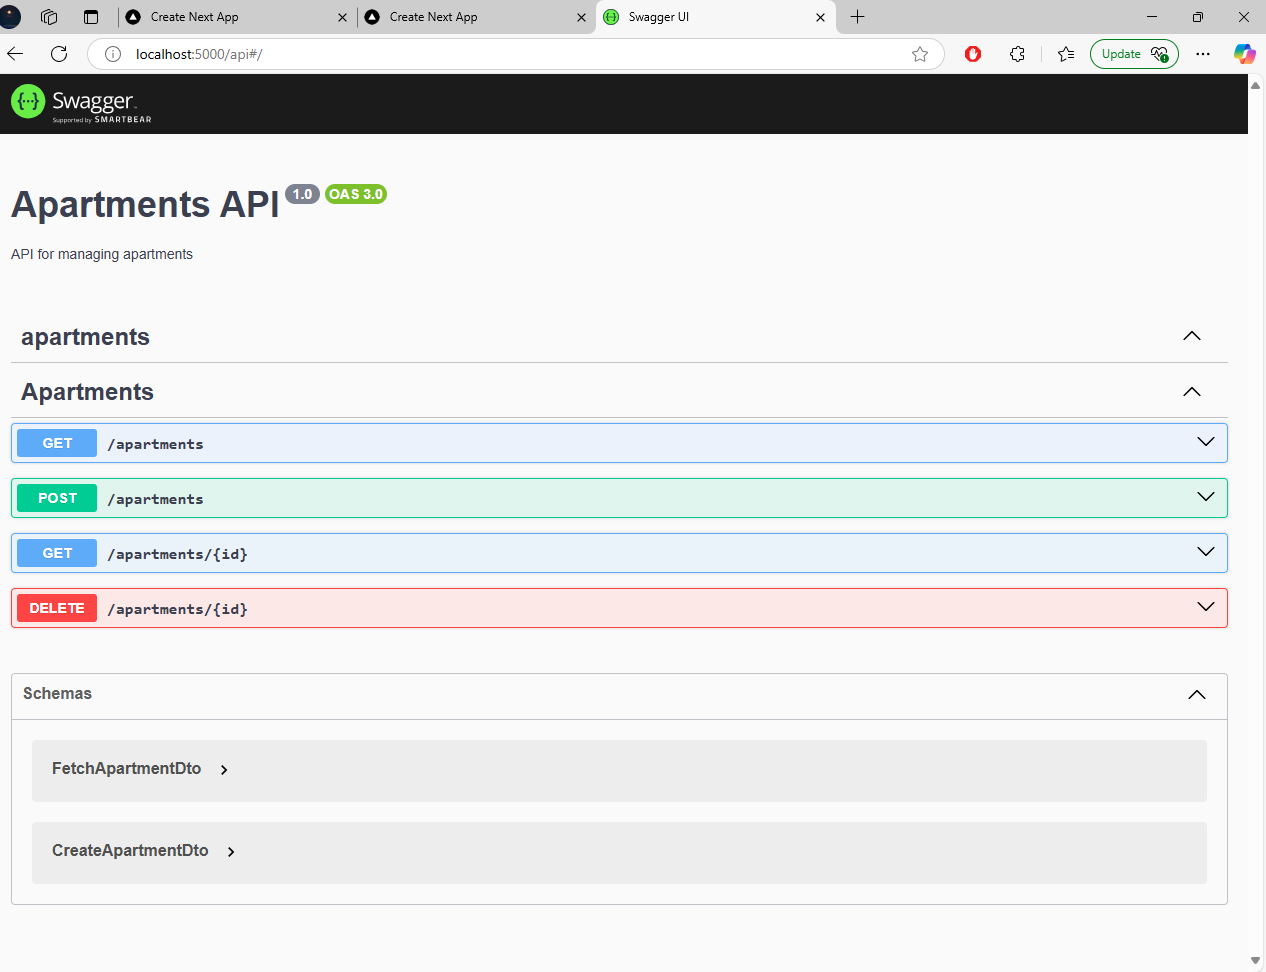 Create Next App
Create Next App
Swagger UI
localhost:5000/api#/
Update
Swagger
Supported by SMARTBEAR
Apartments API 1.0 OAS 3.0
API for managing apartments
apartments
Apartments
GET /apartments
POST /apartments
GET /apartments/{id}
DELETE /apartments/{id}
Schemas
FetchApartmentDto
CreateApartmentDto